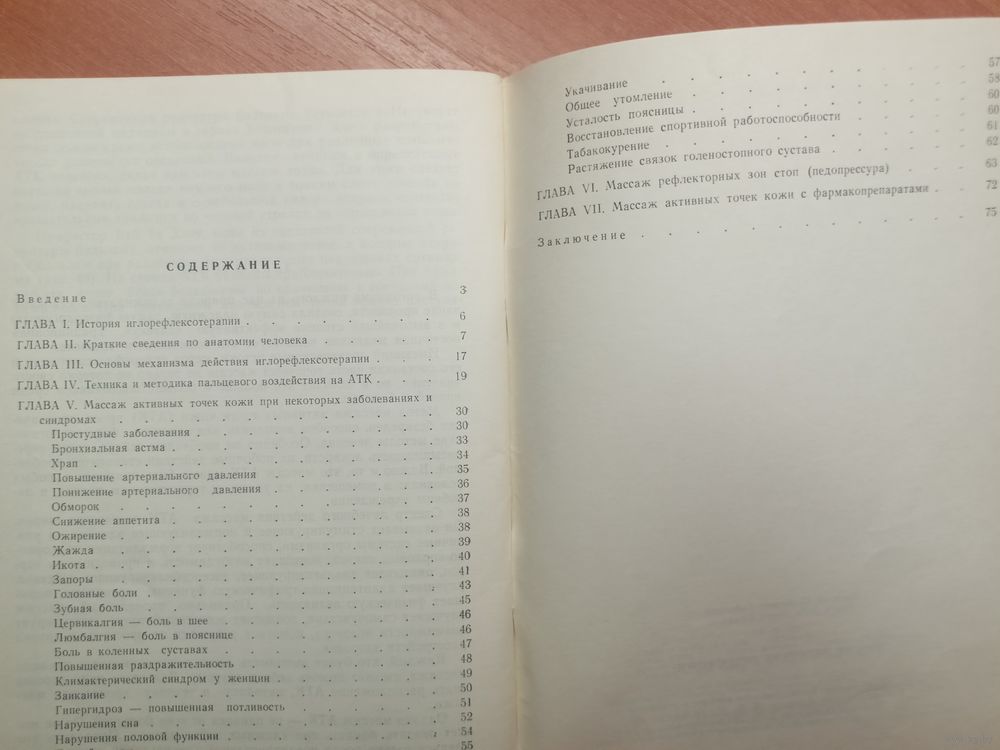 СОДЕРЖАНИЕ
Введение 3
ГЛАВА I. История иглорефлексотерапии . . . . . . . 6
ГЛАВА II. Краткие сведения по анатомии человека . . . . . 7
ГЛАВА III. Основы механизма действия иглорефлексотерапии . . . 17
ГЛАВА IV. Техника и методика пальцевого воздействия на АТК . . . 19
ГЛАВА V. Массаж активных точек кожи при некоторых заболеваниях и
синдромах . . . . . . . . . . . . . 30
Простудные заболевания . . . . . . . . . . 30
Бронхиальная астма . . . . . . . . . . . 33
Храп . . . . . . . . . . . . . . 34
Повышение артериального давления . . . . . . . 35
Понижение артериального давления . . . . . . . 36
Обморок . . . . . . . . . . . . . 37
Снижение аппетита . . . . . . . . . . . 38
Ожирение . . . . . . . . . . . . . 38
Жажда . . . . . . . . . . . . . 39
Икота . . . . . . . . . . . . . . 40
Запоры . . . . . . . . . . . . . 41
Головные боли . . . . . . . . . . . . 43
Зубная боль . . . . . . . . . . . . 45
Цервикалгия — боль в шее . . . . . . . . . 46
Люмбалгия — боль в пояснице . . . . . . . . 46
Боль в коленных суставах . . . . . . . . . 47
Повышенная раздражительность . . . . . . . . 48
Климактерический синдром у женщин . . . . . . . 49
Заикание . . . . . . . . . . . . . 50
Гипергидроз — повышенная потливость . . . . . . 51
Нарушения сна . . . . . . . . . . . . 52
Нарушения половой функции . . . . . . . . . 54
55
Укачивание . . . . . . . . . . . . 57
Общее утомление . . . . . . . . . . . 58
Усталость поясницы . . . . . . . . . . . 60
Восстановление спортивной работоспособности . . . . . 60
Табакокурение . . . . . . . . . . . . 61
Растяжение связок голеностопного сустава . . . . . . 62
ГЛАВА VI. Массаж рефлекторных зон стоп (педопрессура) . . . 63
ГЛАВА VII. Массаж активных точек кожи с фармакопрепаратами . . 72
Заключение . . . . . . . . . . . . . 75